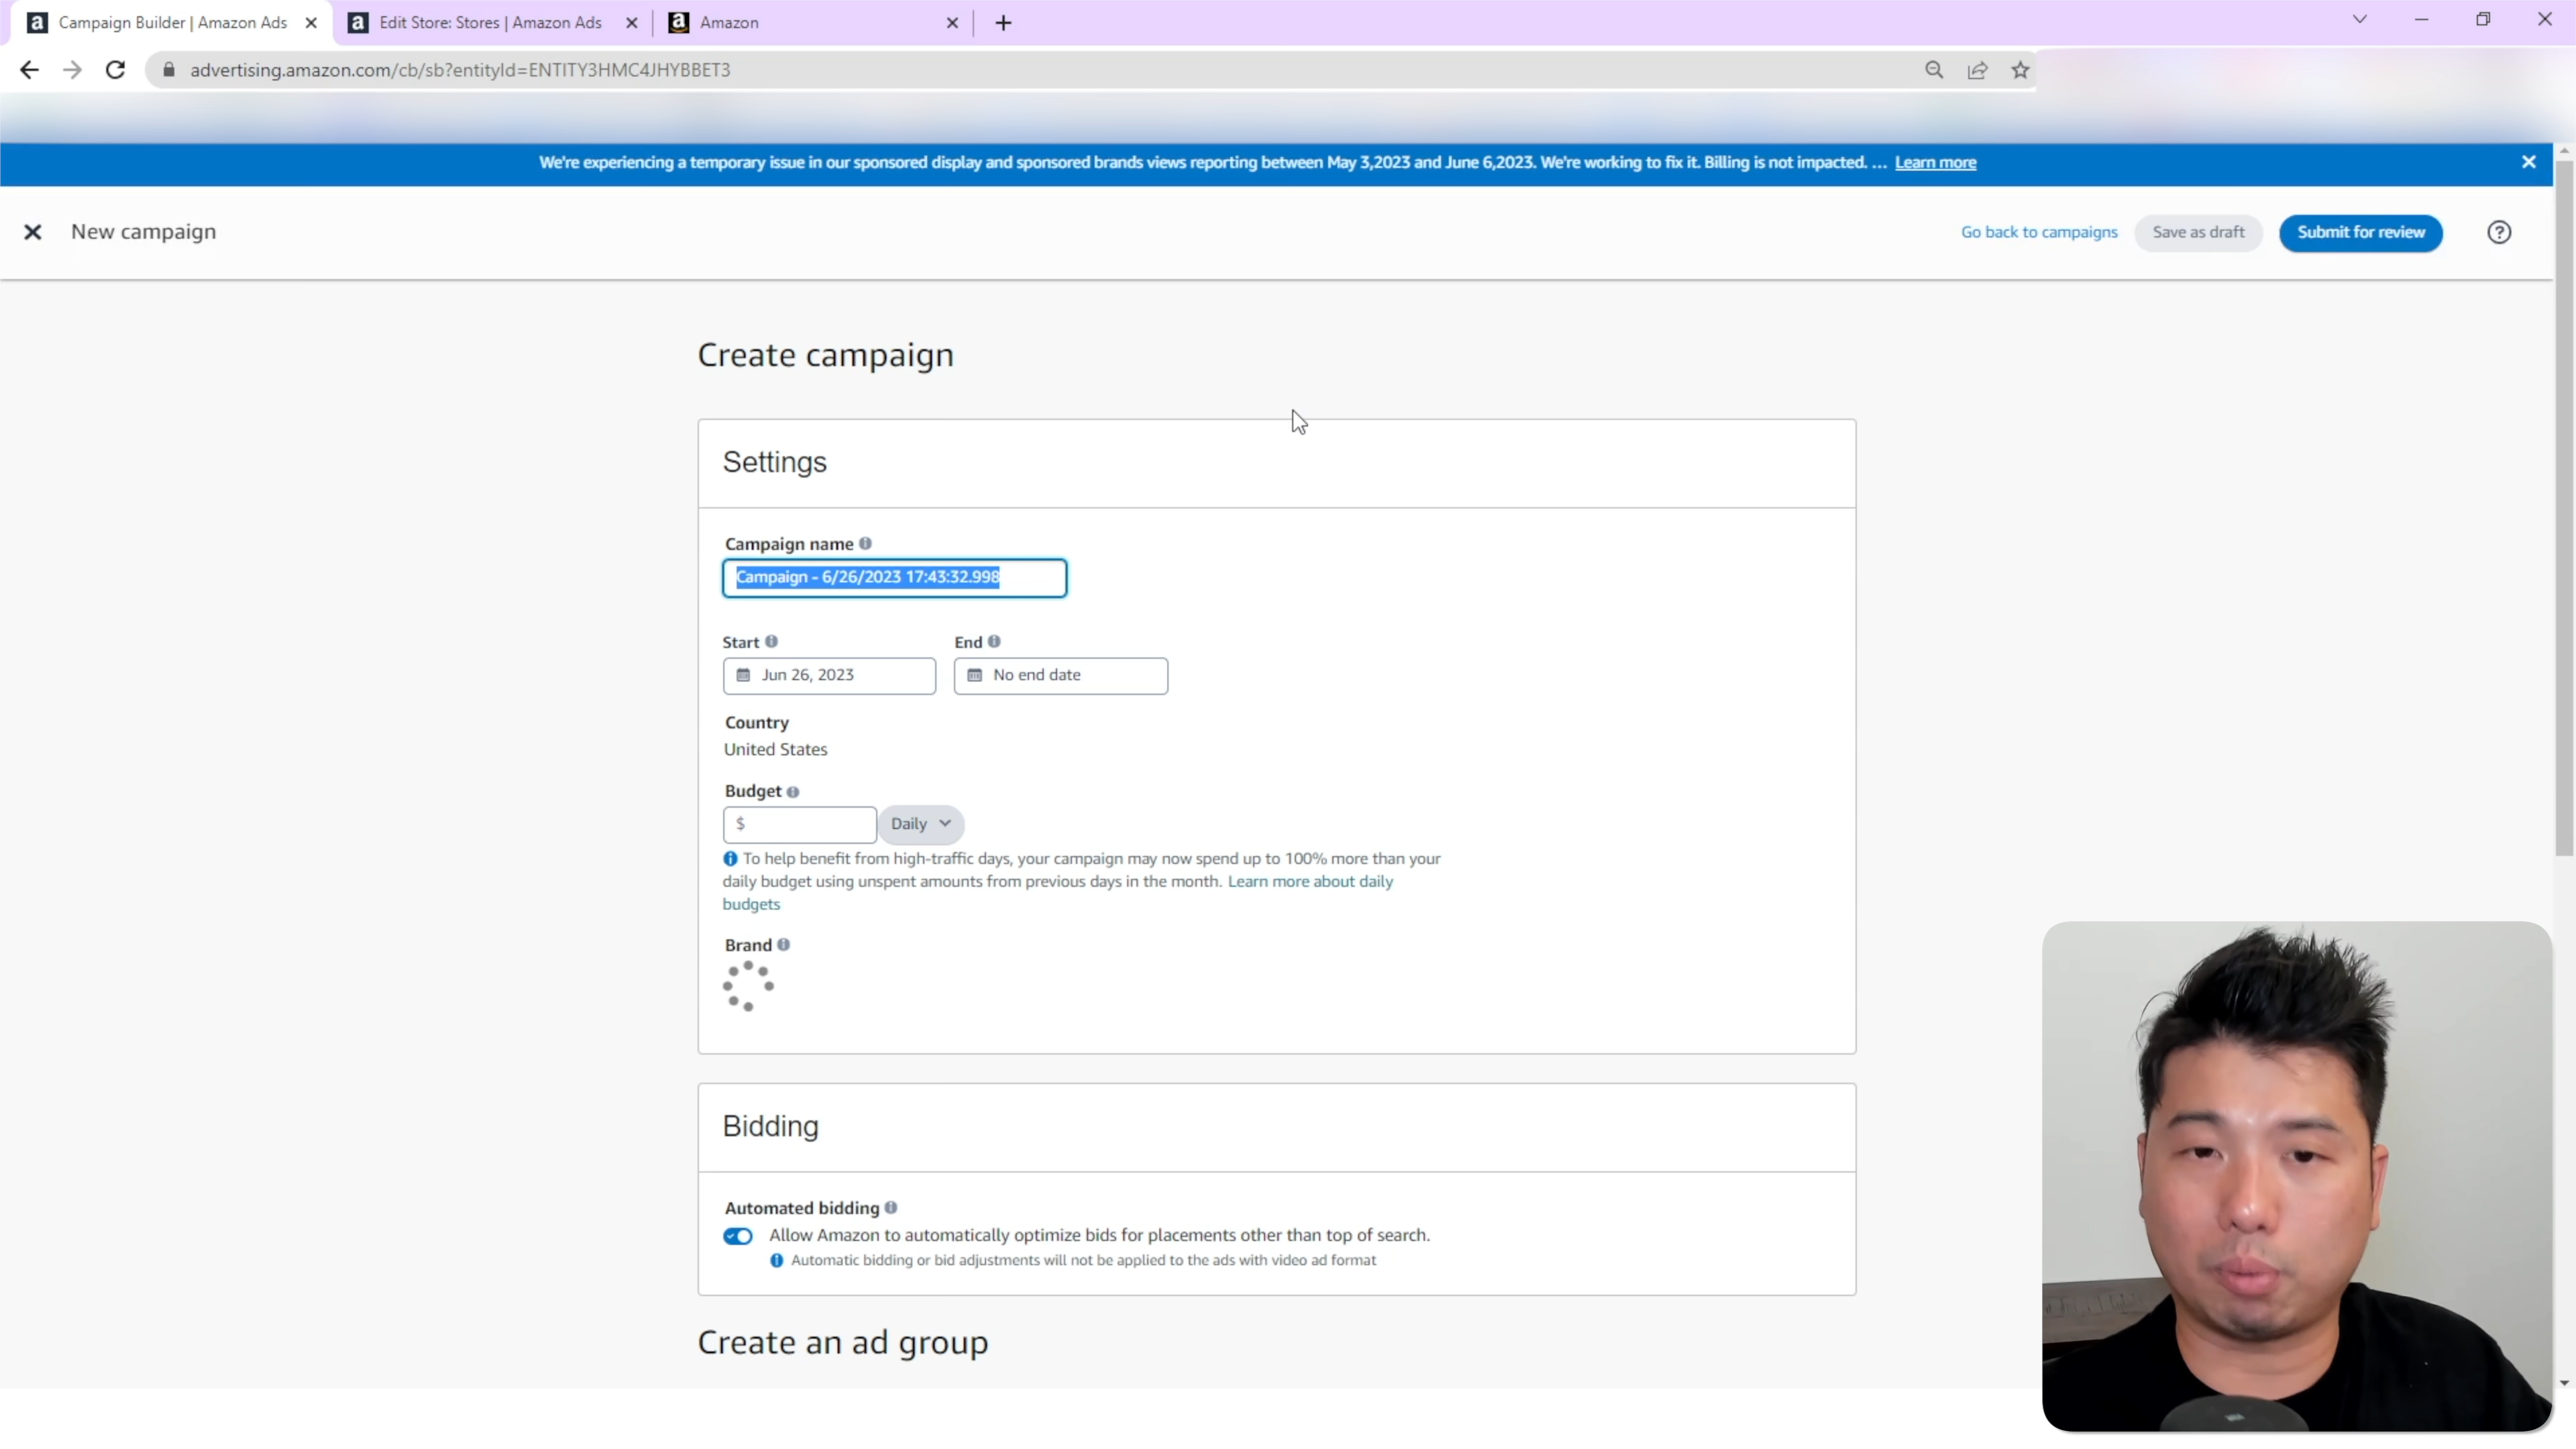 Campaign Builder | Amazon Ads
Edit Store: Stores | Amazon Ads
Amazon
advertising.amazon.com/cb/sb?entityId=ENTITY3HMC4JHYBBET3
We're experiencing a temporary issue in our sponsored display and sponsored brands views reporting between May 3,2023 and June 6,2023. We're working to fix it. Billing is not impacted. ... Learn more
New campaign
Go back to campaigns
Save as draft
Submit for review
Create campaign
Settings
Campaign name
Campaign - 6/26/2023 17:43:32.998
Start
End
Jun 26, 2023
No end date
Country
United States
Budget
$
Daily
To help benefit from high-traffic days, your campaign may now spend up to 100% more than your
daily budget using unspent amounts from previous days in the month. Learn more about daily
budgets
Brand
Bidding
Automated bidding
Allow Amazon to automatically optimize bids for placements other than top of search.
Automatic bidding or bid adjustments will not be applied to the ads with video ad format
Create an ad group